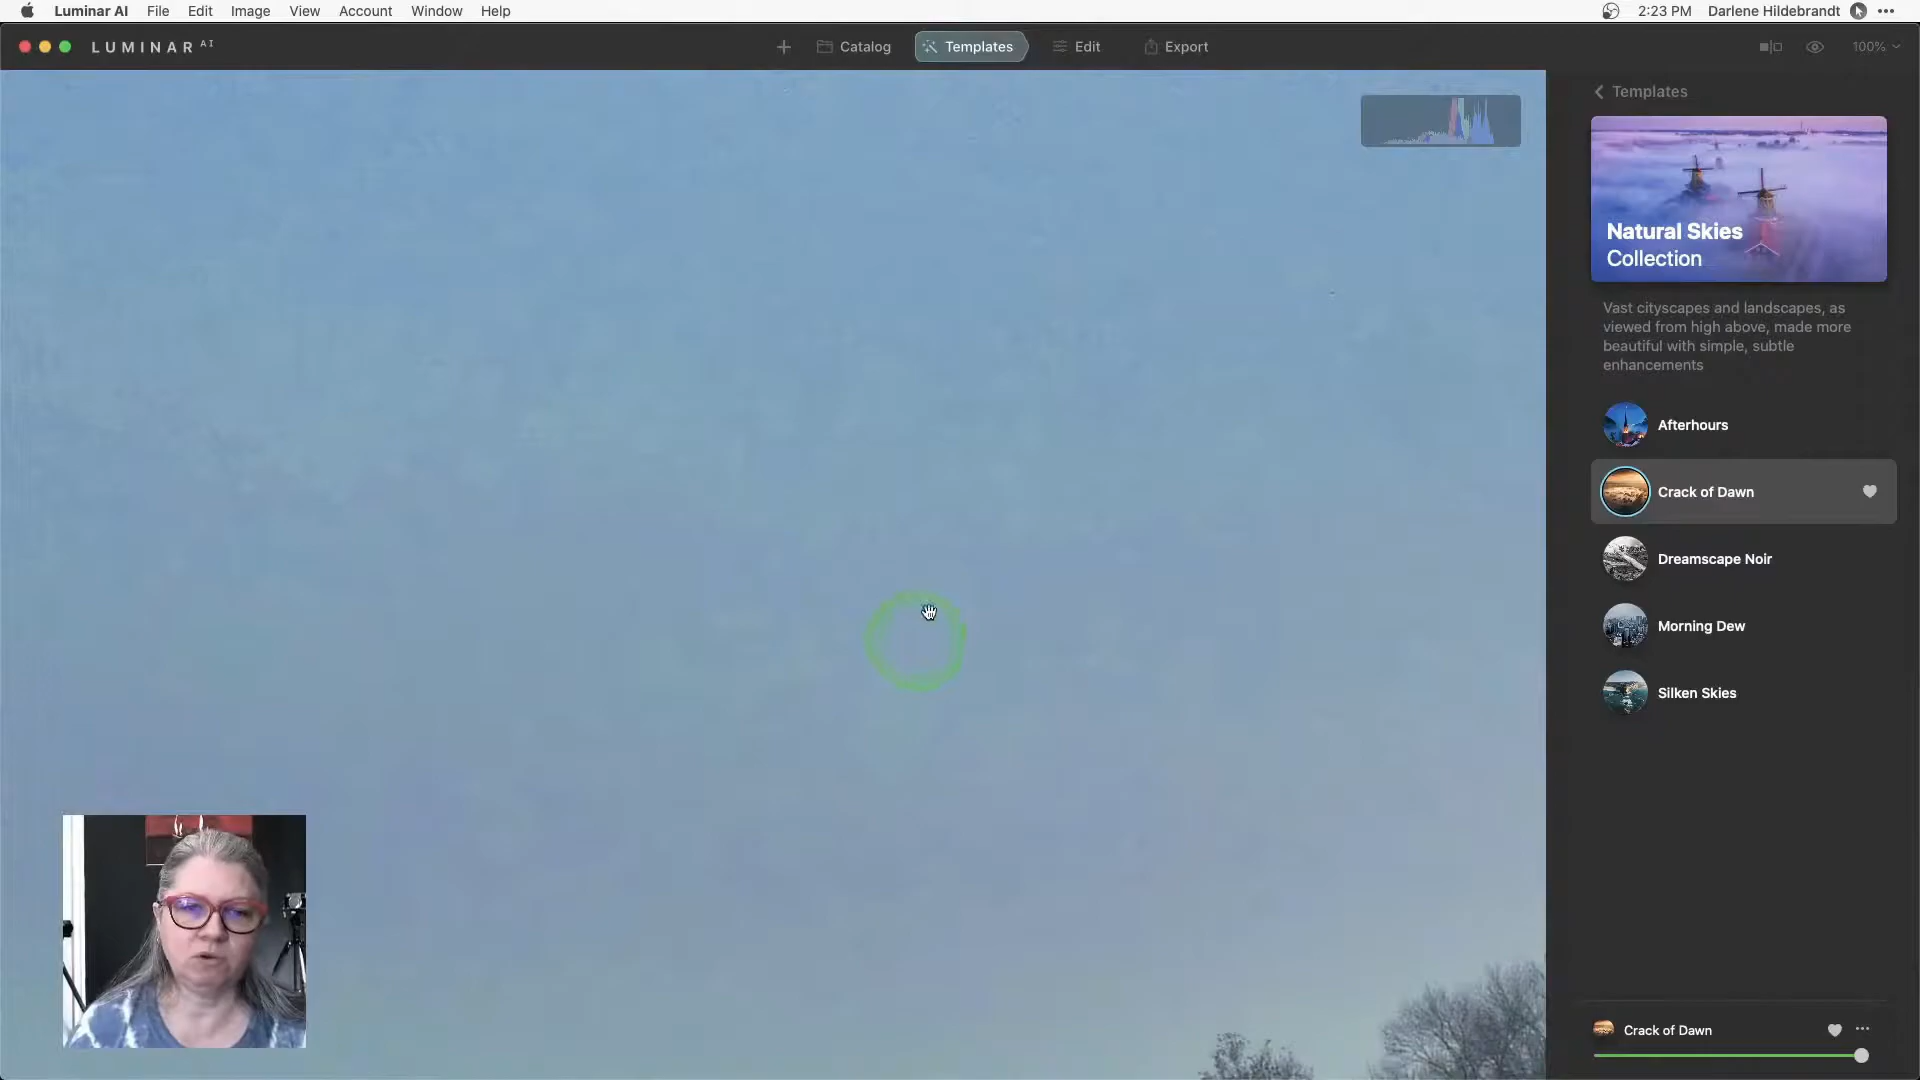 Luminar AI File Edit Image View Account Window Help 2:23 PM Darlene Hildebrandt
LUMINAR AI Catalog Templates Edit Export 100%
Templates
Natural Skies
Collection
Vast cityscapes and landscapes, as
viewed from high above, made more
beautiful with simple, subtle
enhancements
Afterhours
Crack of Dawn
Dreamscape Noir
Morning Dew
Silken Skies
Crack of Dawn